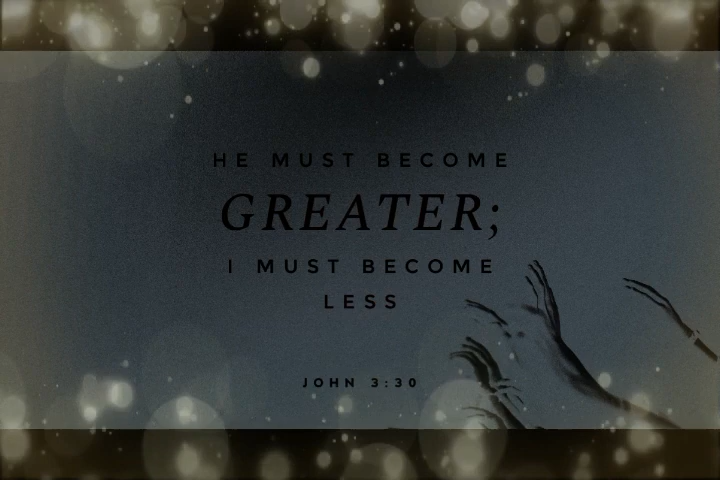 HE MUST BECOME
GREATER;
I MUST BECOME
LESS
JOHN 3:30